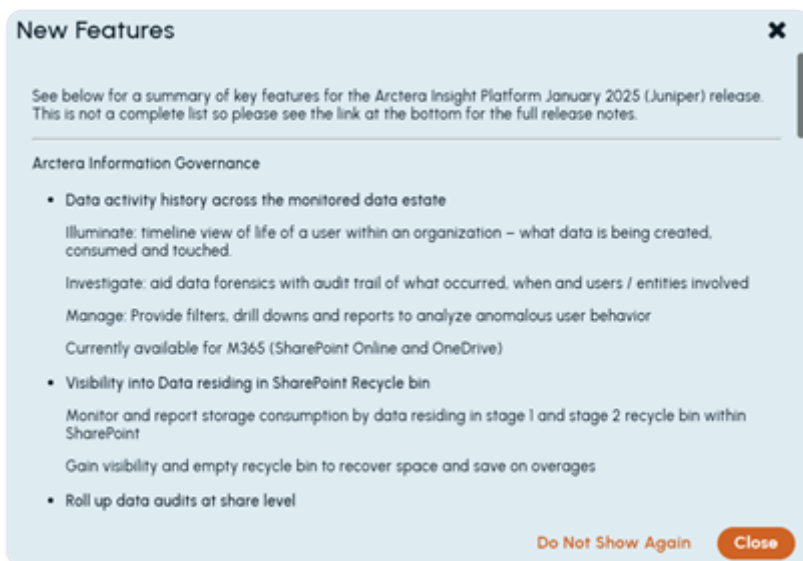 New Features
See below for a summary of key features for the Arctera Insight Platform January 2025 (Juniper) release.
This is not a complete list so please see the link at the bottom for the full release notes.
Arctera Information Governance
• Data activity history across the monitored data estate
Illuminate: timeline view of life of a user within an organization – what data is being created,
consumed and touched.
Investigate: aid data forensics with audit trail of what occurred, when and users / entities involved
Manage: Provide filters, drill downs and reports to analyze anomalous user behavior
Currently available for M365 (SharePoint Online and OneDrive)
• Visibility into Data residing in SharePoint Recycle bin
Monitor and report storage consumption by data residing in stage 1 and stage 2 recycle bin within
SharePoint
Gain visibility and empty recycle bin to recover space and save on overages
• Roll up data audits at share level
Do Not Show Again
Close